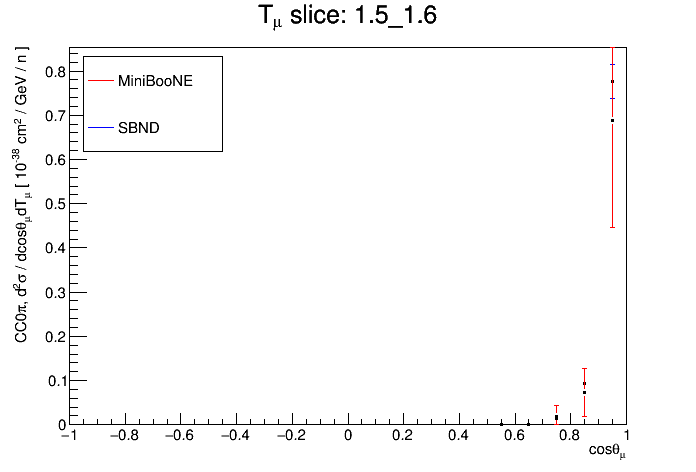 Tμ slice: 1.5_1.6
CC0π, d²σ / dcosθμdTμ [ 10⁻³⁸ cm² / GeV / n ]
MiniBooNE
SBND
0.8
0.7
0.6
0.5
0.4
0.3
0.2
0.1
0
−1 −0.8 −0.6 −0.4 −0.2 0 0.2 0.4 0.6 0.8 1
cosθμ